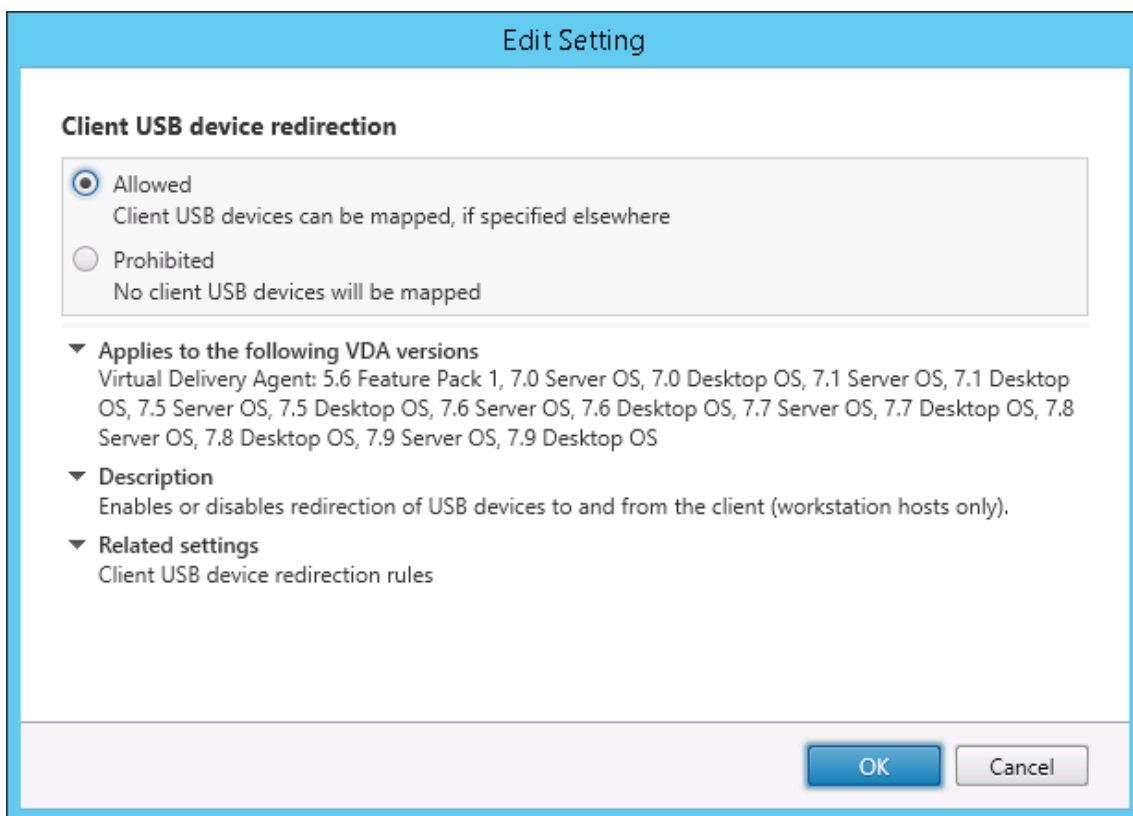 Edit Setting
Client USB device redirection
Allowed
Client USB devices can be mapped, if specified elsewhere
Prohibited
No client USB devices will be mapped
Applies to the following VDA versions
Virtual Delivery Agent: 5.6 Feature Pack 1, 7.0 Server OS, 7.0 Desktop OS, 7.1 Server OS, 7.1 Desktop
OS, 7.5 Server OS, 7.5 Desktop OS, 7.6 Server OS, 7.6 Desktop OS, 7.7 Server OS, 7.7 Desktop OS, 7.8
Server OS, 7.8 Desktop OS, 7.9 Server OS, 7.9 Desktop OS
Description
Enables or disables redirection of USB devices to and from the client (workstation hosts only).
Related settings
Client USB device redirection rules
OK
Cancel